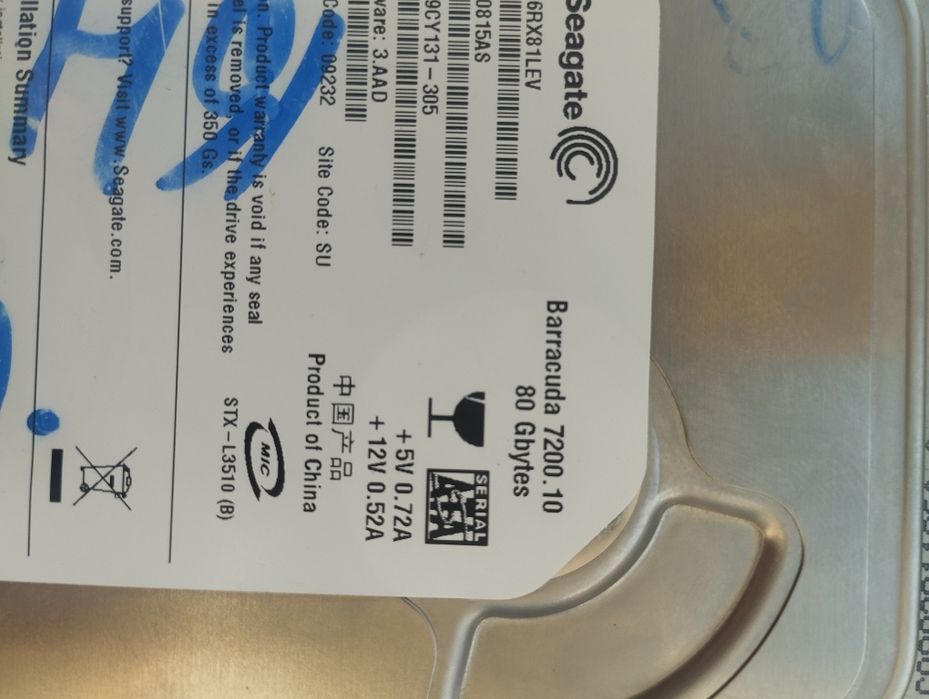 Seagate
Barracuda 7200.10
80 Gbytes
6RX81LEV
0815AS
9CY131-305
ware: 3.AAD
Code: 09232 Site Code: SU
SERIAL
ATA
+5V 0.72A
+12V 0.52A
中国产品
Product of China
on. Product warranty is void if any seal
el is removed, or if the drive experiences
in excess of 350 Gs.
MIC
STX-L3510 (B)
support? Visit www.Seagate.com.
llation Summary